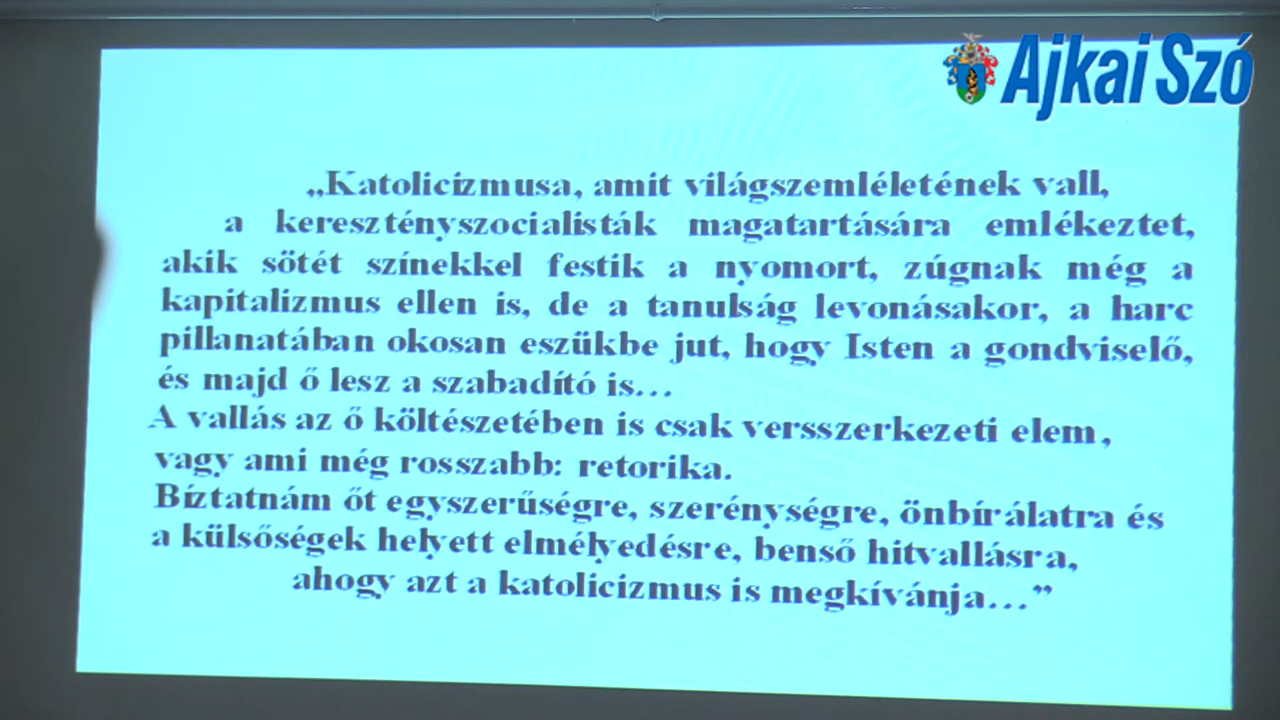 Ajkai Szó
„Katolicizmusa, amit világszemléletének vall,
a keresztényszocialisták magatartására emlékeztet,
akik sötét színekkel festik a nyomort, zúgnak még a
kapitalizmus ellen is, de a tanulság levonásakor, a harc
pillanatában okosan eszükbe jut, hogy Isten a gondviselő,
és majd ő lesz a szabadító is...
A vallás az ő költészetében is csak versszerkezeti elem,
vagy ami még rosszabb: retorika.
Bíztatnám őt egyszerűségre, szerénységre, önbírálatra és
a külsőségek helyett elmélyedésre, benső hitvallásra,
ahogy azt a katolicizmus is megkívánja...”